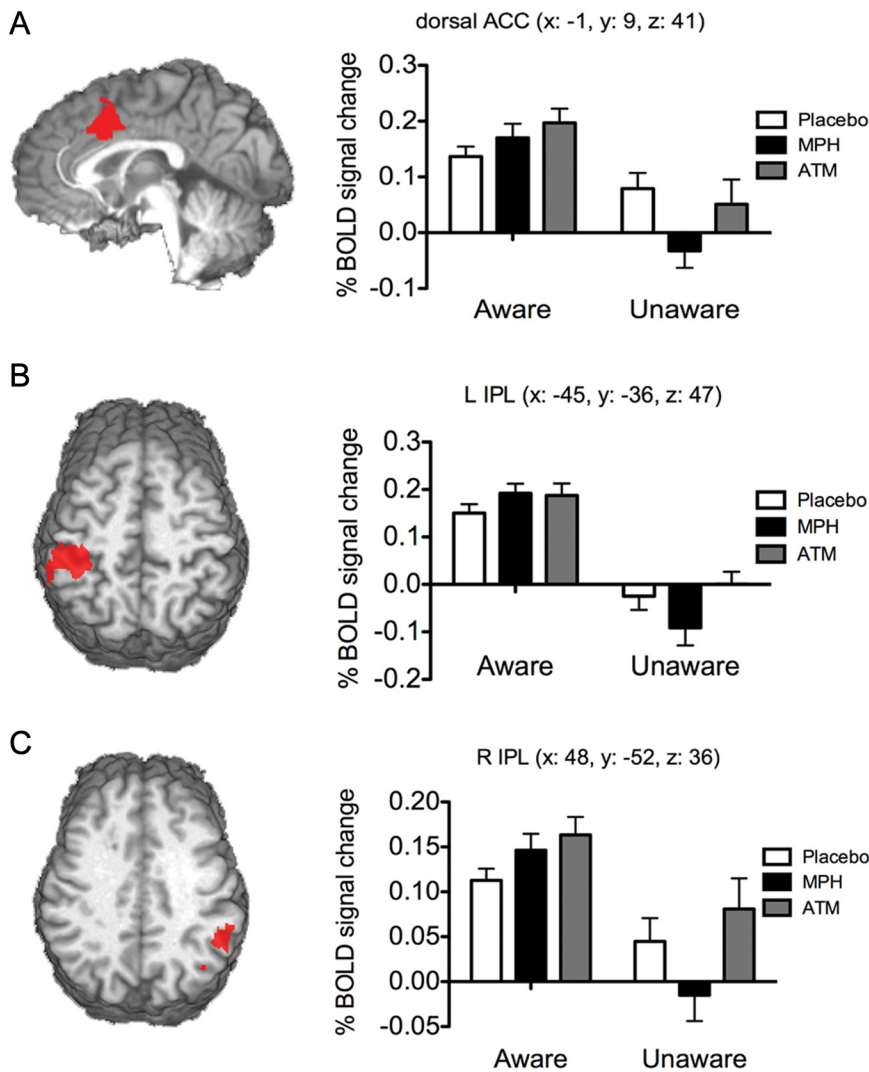 A
dorsal ACC (x: -1, y: 9, z: 41)
% BOLD signal change
0.3
0.2
0.1
0.0
-0.1
Aware
Unaware
Placebo
MPH
ATM
B
L IPL (x: -45, y: -36, z: 47)
% BOLD signal change
0.3
0.2
0.1
0.0
-0.1
-0.2
Aware
Unaware
Placebo
MPH
ATM
C
R IPL (x: 48, y: -52, z: 36)
% BOLD signal change
0.20
0.15
0.10
0.05
0.00
-0.05
Aware
Unaware
Placebo
MPH
ATM